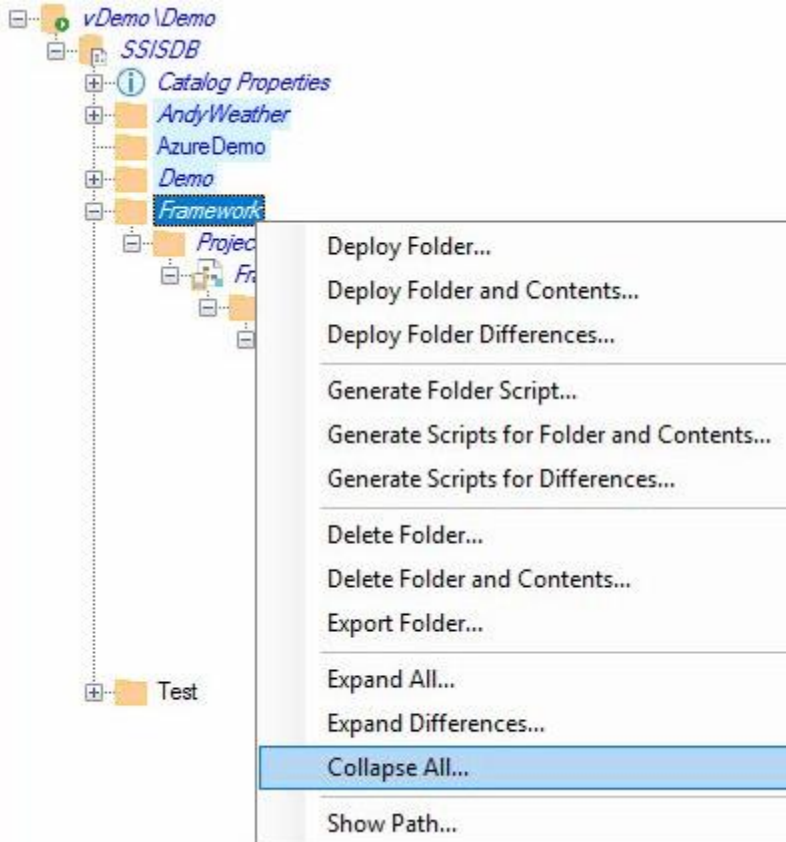 vDemo\Demo
SSISDB
Catalog Properties
AndyWeather
AzureDemo
Demo
Framework
Deploy Folder...
Deploy Folder and Contents...
Deploy Folder Differences...
Generate Folder Script...
Generate Scripts for Folder and Contents...
Generate Scripts for Differences...
Delete Folder...
Delete Folder and Contents...
Export Folder...
Test
Expand All...
Expand Differences...
Collapse All...
Show Path...